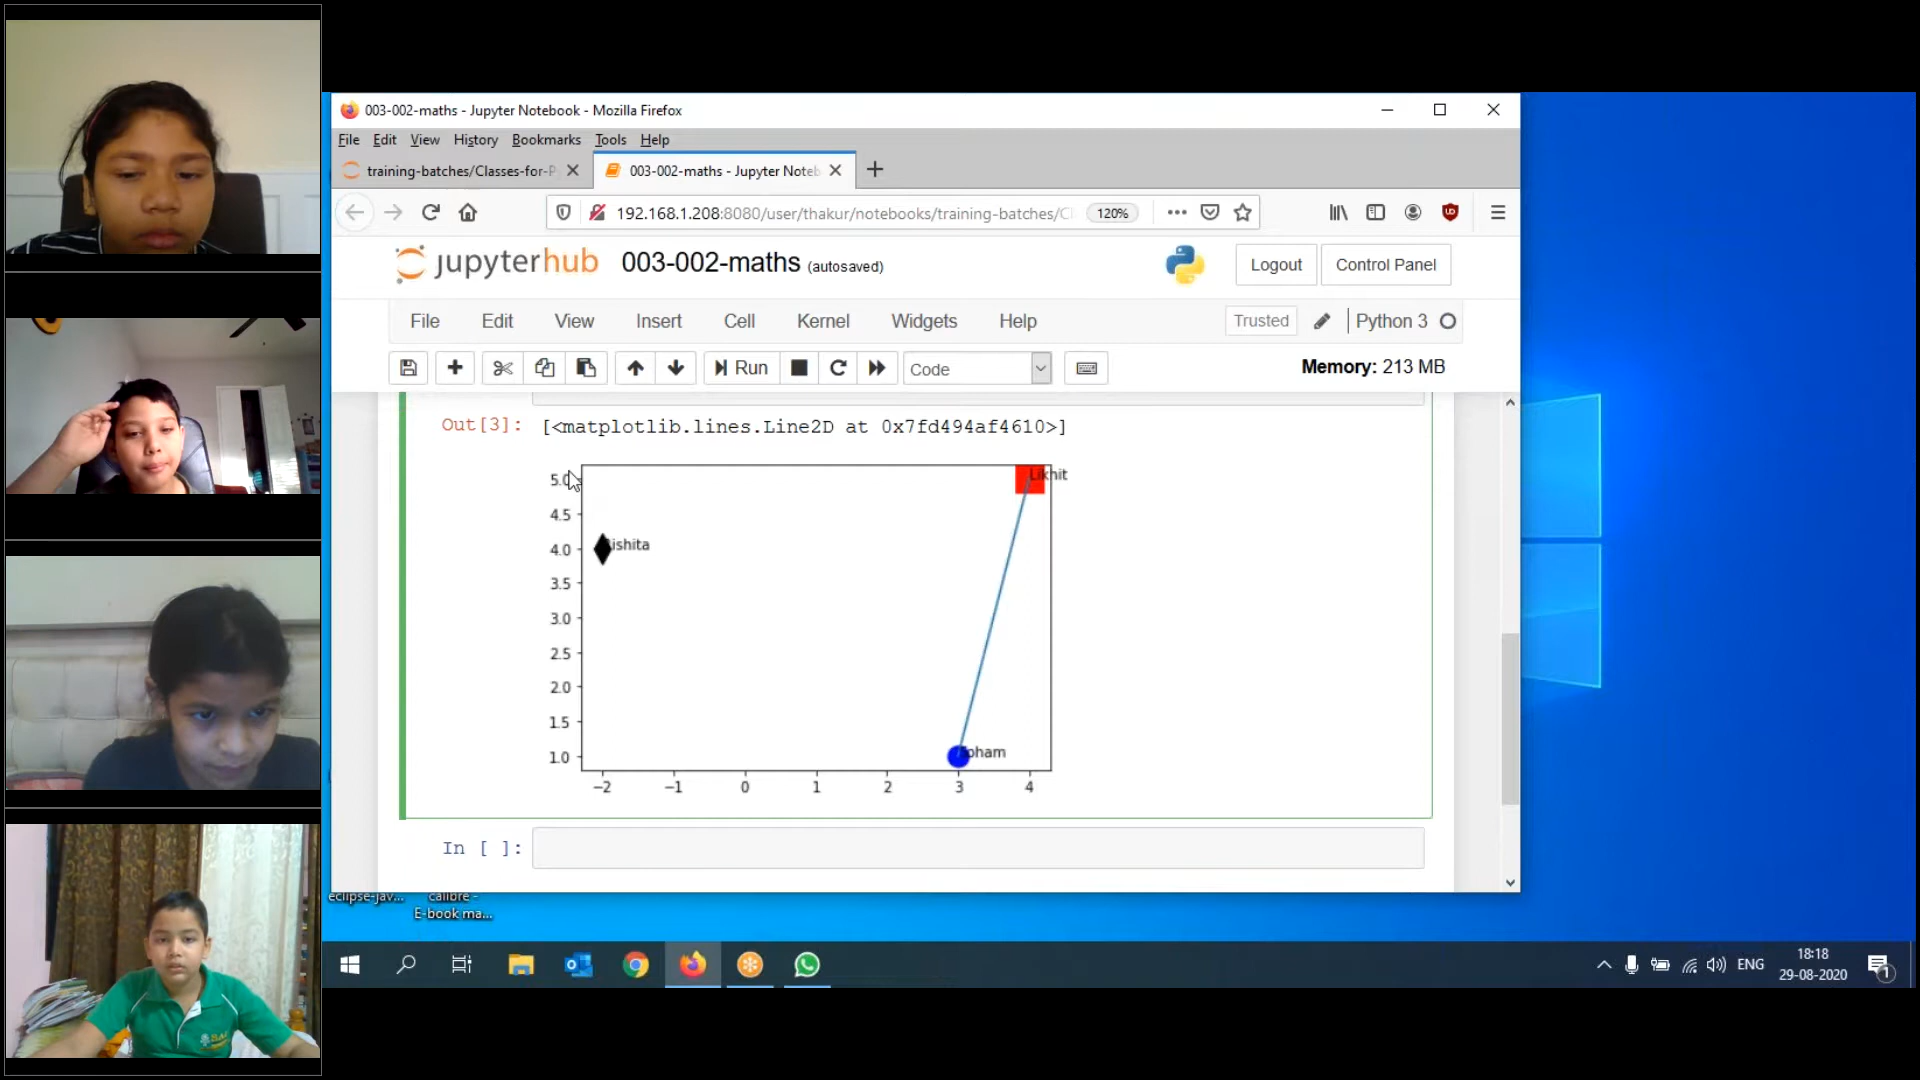 003-002-maths - Jupyter Notebook - Mozilla Firefox
File Edit View History Bookmarks Tools Help
training-batches/Classes-for-P
003-002-maths - Jupyter Noteb
192.168.1.208:8080/user/thakur/notebooks/training-batches/C
120%
jupyterhub 003-002-maths (autosaved)
Logout
Control Panel
File Edit View Insert Cell Kernel Widgets Help
Trusted
Python 3
Run
Code
Memory: 213 MB
Out[3]: [<matplotlib.lines.Line2D at 0x7fd494af4610>]
5.0
Likhit
4.5
4.0
ishita
3.5
3.0
2.5
2.0
1.5
1.0
oham
−2 −1 0 1 2 3 4
In [ ]:
eclipse-jav...
calibre -
E-book ma...
ENG
18:18
29-08-2020
1